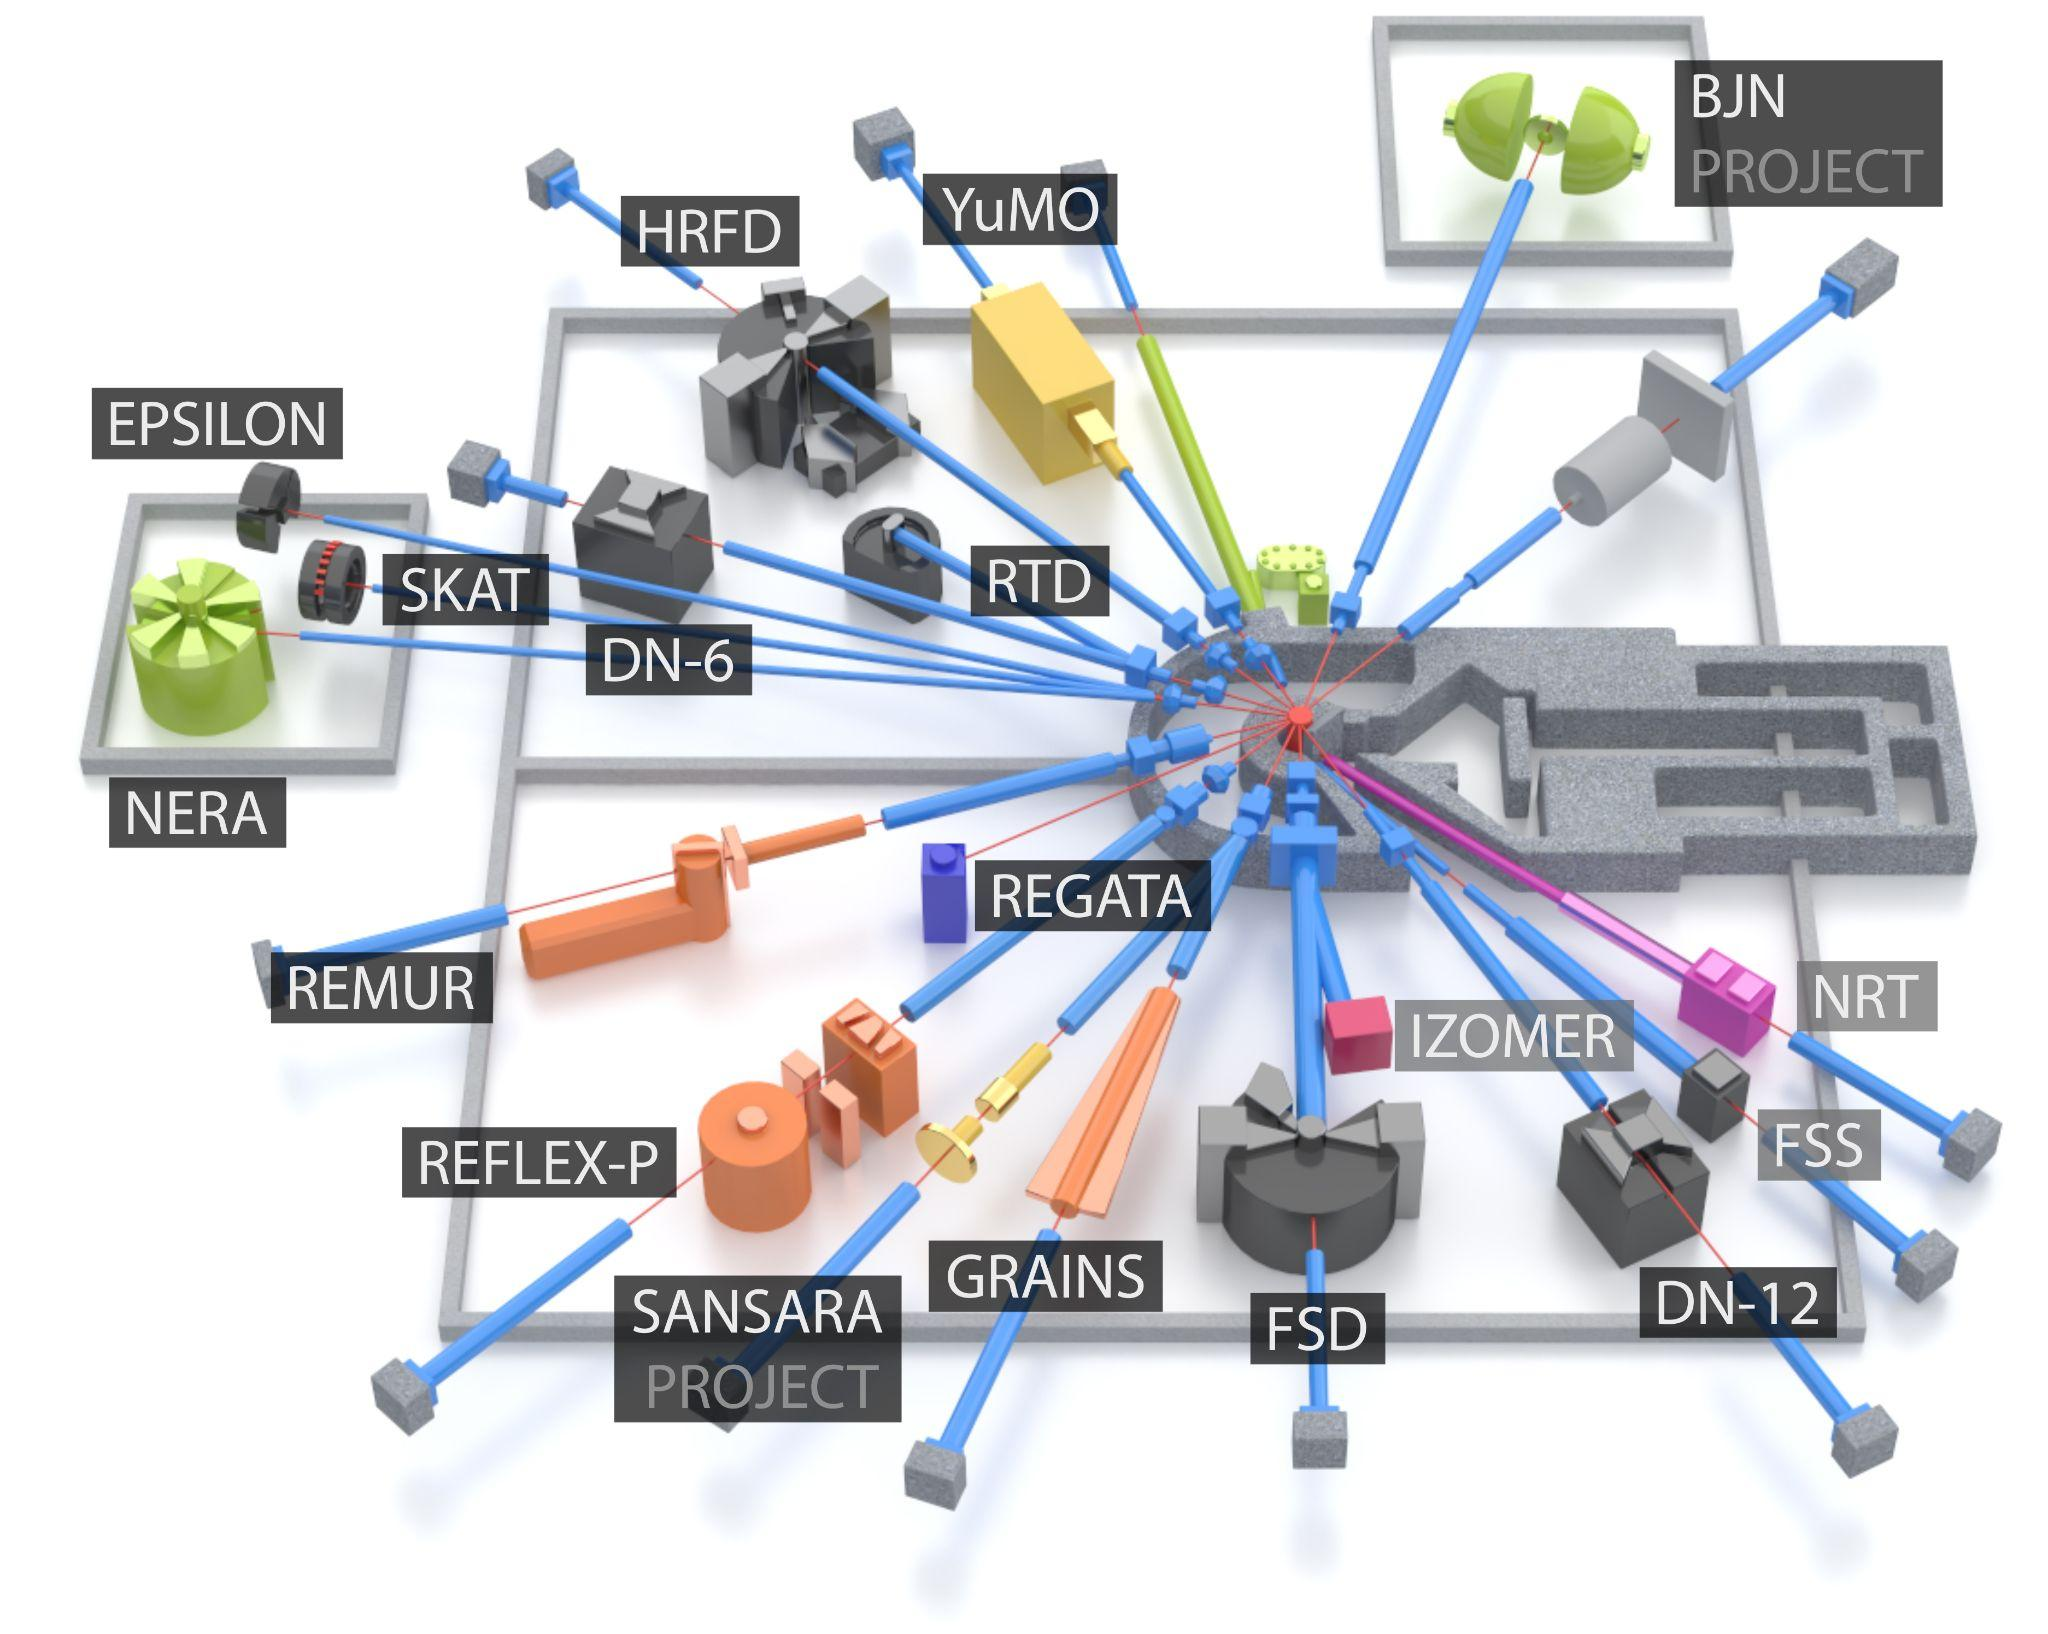 BJN
PROJECT
YuMO
HRFD
EPSILON
SKAT
RTD
DN-6
NERA
REGATA
REMUR
NRT
IZOMER
FSS
REFLEX-P
GRAINS
SANSARA
PROJECT
FSD
DN-12